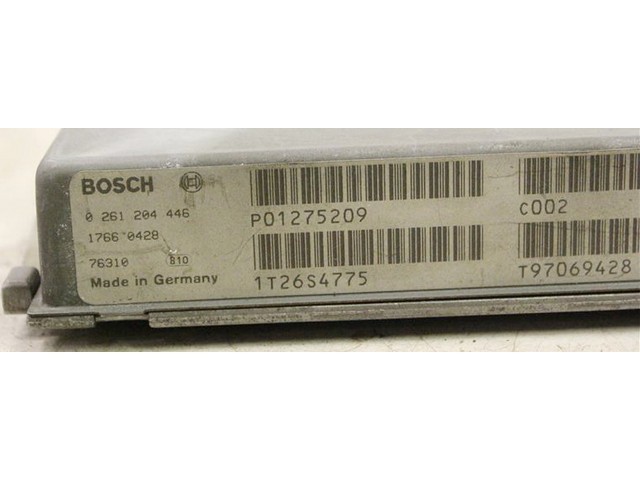 BOSCH
0 261 204 446
1766 0428
76310 810
Made in Germany
P01275209
1T26S4775
C002
T97069428